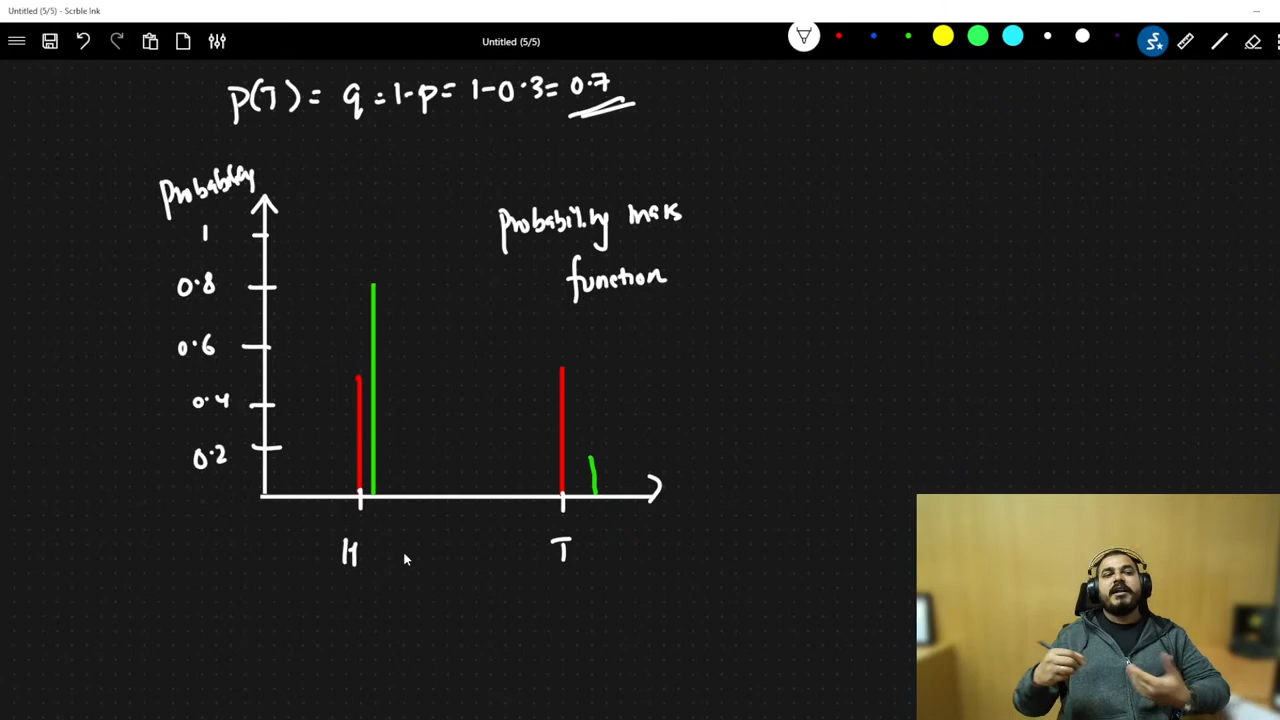 Untitled (5/5) - Scrble Ink
Untitled (5/5)
P(T) = q = 1-p = 1-0.3 = 0.7
Probability
1
0.8
0.6
0.4
0.2
Probability mass
function
H T